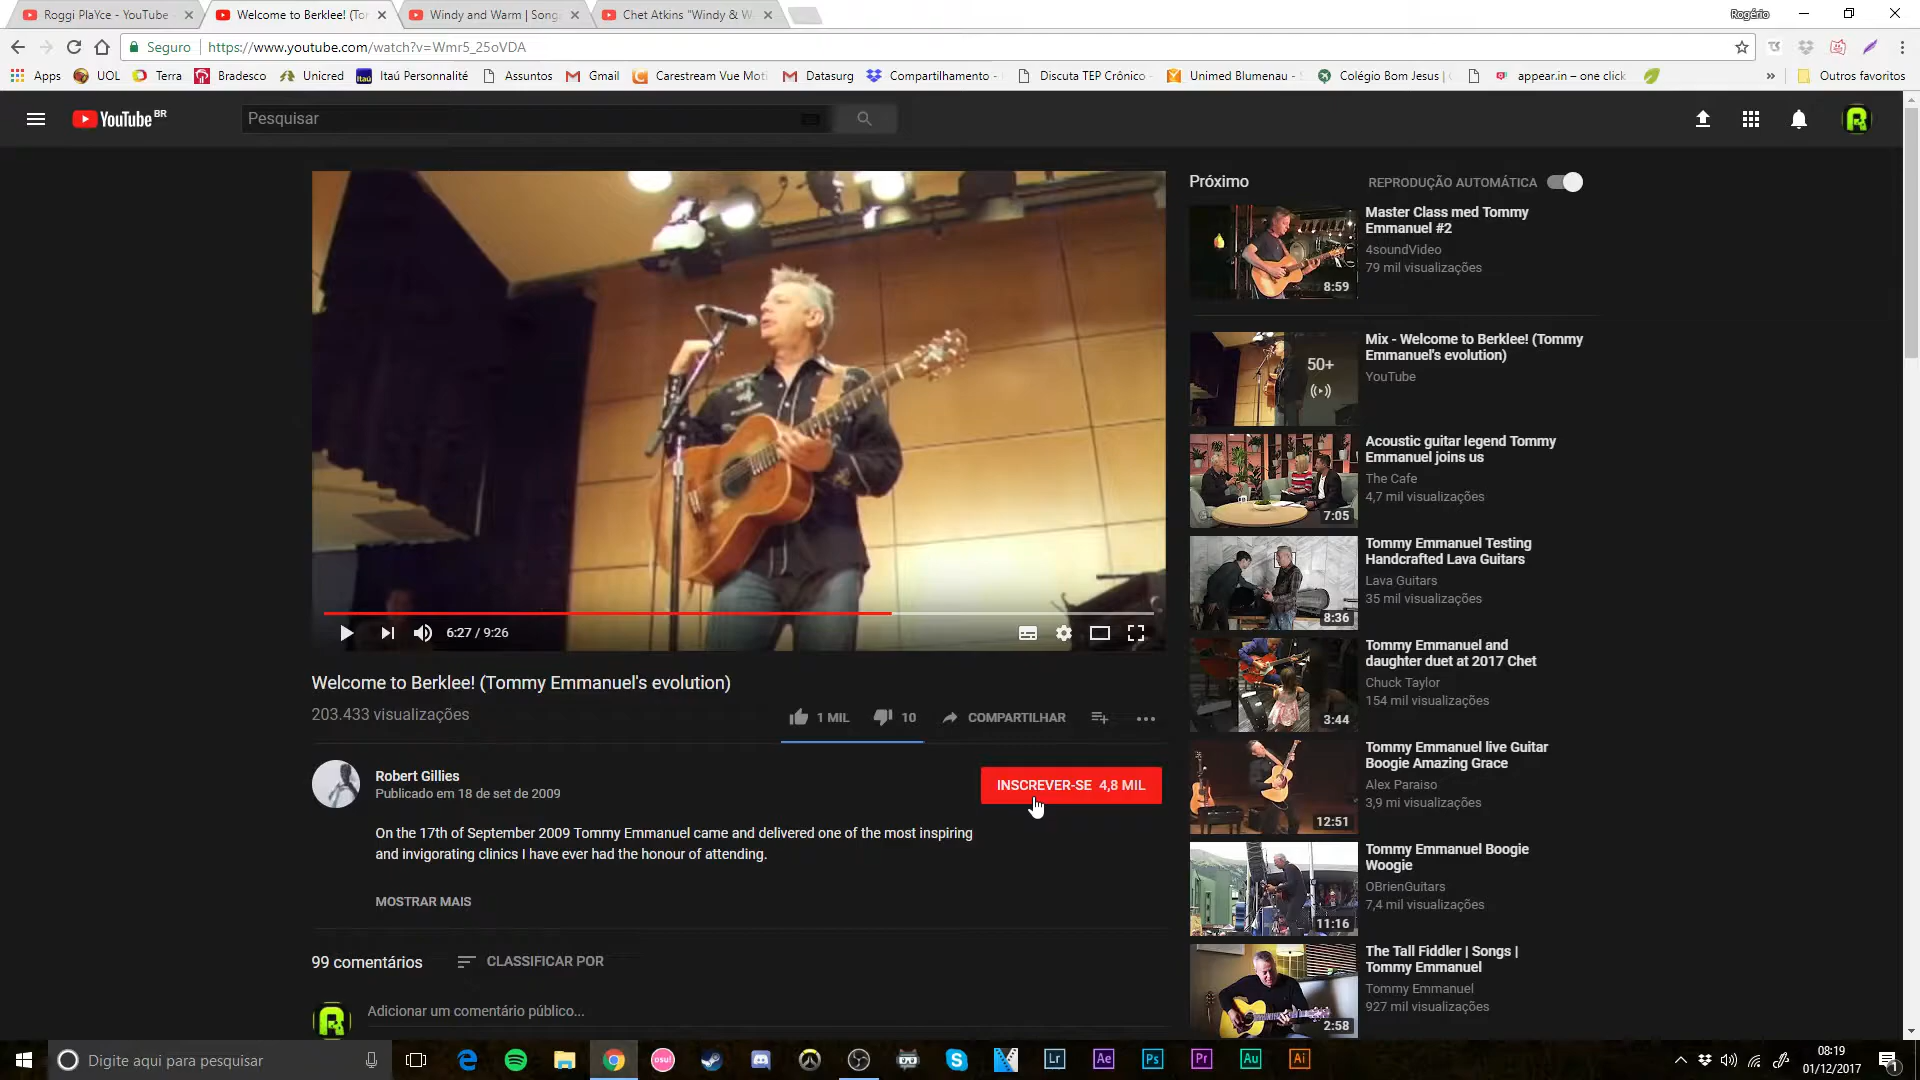 Roggi PlaYce - YouTube
Welcome to Berklee! (To
Windy and Warm | Song
Chet Atkins "Windy & W
Rogério
Seguro
https://www.youtube.com/watch?v=Wmr5_25oVDA
Apps
UOL
Terra
Bradesco
Unicred
Itaú Personnalité
Assuntos
Gmail
Carestream Vue Moti
Datasurg
Compartilhamento -
Discuta TEP Crônico
Unimed Blumenau -
Colégio Bom Jesus |
appear.in – one click
»
Outros favoritos
YouTube BR
Pesquisar
Próximo
REPRODUÇÃO AUTOMÁTICA
Master Class med Tommy
Emmanuel #2
4soundVideo
79 mil visualizações
8:59
Mix - Welcome to Berklee! (Tommy
Emmanuel's evolution)
YouTube
50+
Acoustic guitar legend Tommy
Emmanuel joins us
The Cafe
4,7 mil visualizações
7:05
Tommy Emmanuel Testing
Handcrafted Lava Guitars
Lava Guitars
35 mil visualizações
8:36
Tommy Emmanuel and
daughter duet at 2017 Chet
Chuck Taylor
154 mil visualizações
3:44
Tommy Emmanuel live Guitar
Boogie Amazing Grace
Alex Paraiso
3,9 mi visualizações
12:51
Tommy Emmanuel Boogie
Woogie
OBrienGuitars
7,4 mil visualizações
11:16
The Tall Fiddler | Songs |
Tommy Emmanuel
Tommy Emmanuel
927 mil visualizações
2:58
6:27 / 9:26
Welcome to Berklee! (Tommy Emmanuel's evolution)
203.433 visualizações
1 MIL
10
COMPARTILHAR
Robert Gillies
Publicado em 18 de set de 2009
INSCREVER-SE 4,8 MIL
On the 17th of September 2009 Tommy Emmanuel came and delivered one of the most inspiring
and invigorating clinics I have ever had the honour of attending.
MOSTRAR MAIS
99 comentários
CLASSIFICAR POR
Adicionar um comentário público...
Digite aqui para pesquisar
osu!
Lr
Ae
Ps
Pr
Au
Ai
08:19
01/12/2017
1